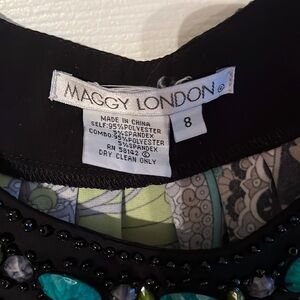 MAGGY LONDON®
8
MADE IN CHINA
SELF:95%POLYESTER
5%SPANDEX
COMBO:95%POLYESTER
5%SPANDEX
RN 58142 Ⓢ
DRY CLEAN ONLY